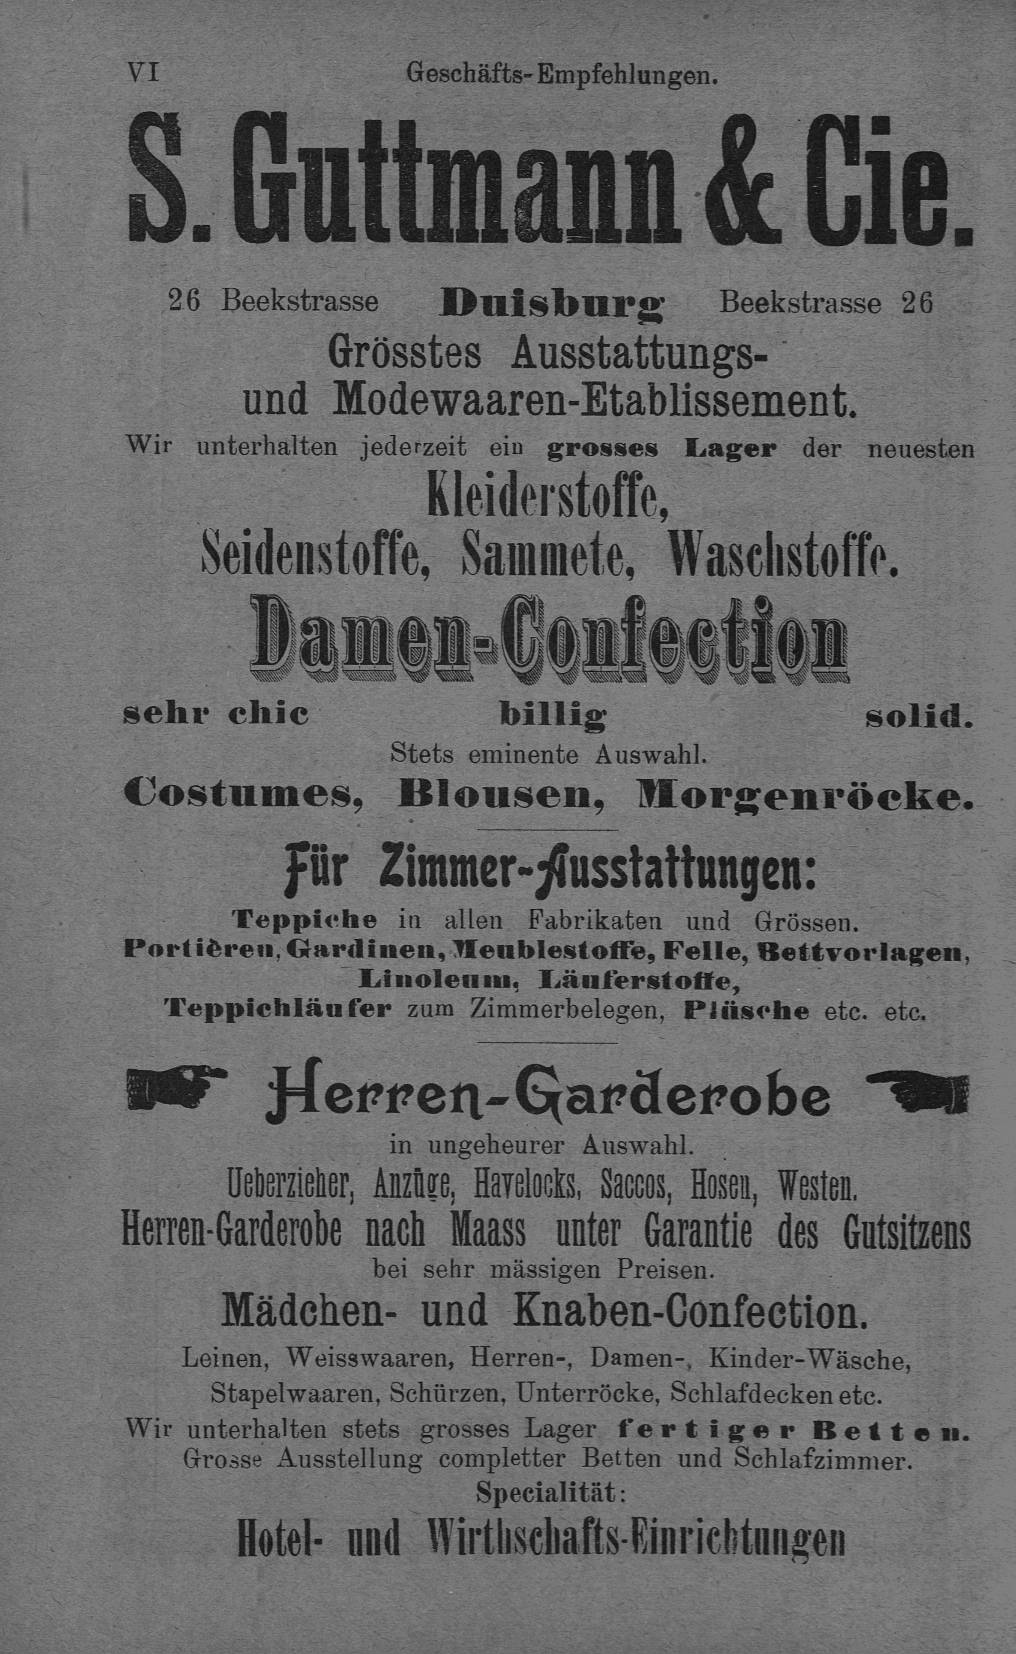 VI Geschäfts-Empfehlungen.
S. Guttmann & Cie.
26 Beekstrasse Duisburg Beekstrasse 26
Grösstes Ausstattungs-
und Modewaaren-Etablissement.
Wir unterhalten jederzeit ein grosses Lager der neuesten
Kleiderstoffe,
Seidenstoffe, Sammete, Waschstoffe.
Damen-Confection
sehr chic billig solid.
Stets eminente Auswahl.
Costumes, Blousen, Morgenröcke.
Für Zimmer-Ausstattungen:
Teppiche in allen Fabrikaten und Grössen.
Portièren, Gardinen, Meublestoffe, Felle, Bettvorlagen,
Linoleum, Läuferstoffe,
Teppichläufer zum Zimmerbelegen, Plüsche etc. etc.
Herren-Garderobe
in ungeheurer Auswahl.
Ueberzieher, Anzüge, Havelocks, Saccos, Hosen, Westen.
Herren-Garderobe nach Maass unter Garantie des Gutsitzens
bei sehr mässigen Preisen.
Mädchen- und Knaben-Confection.
Leinen, Weisswaaren, Herren-, Damen-, Kinder-Wäsche,
Stapelwaaren, Schürzen, Unterröcke, Schlafdecken etc.
Wir unterhalten stets grosses Lager fertiger Betten.
Grosse Ausstellung completter Betten und Schlafzimmer.
Specialität:
Hotel- und Wirthschafts-Einrichtungen